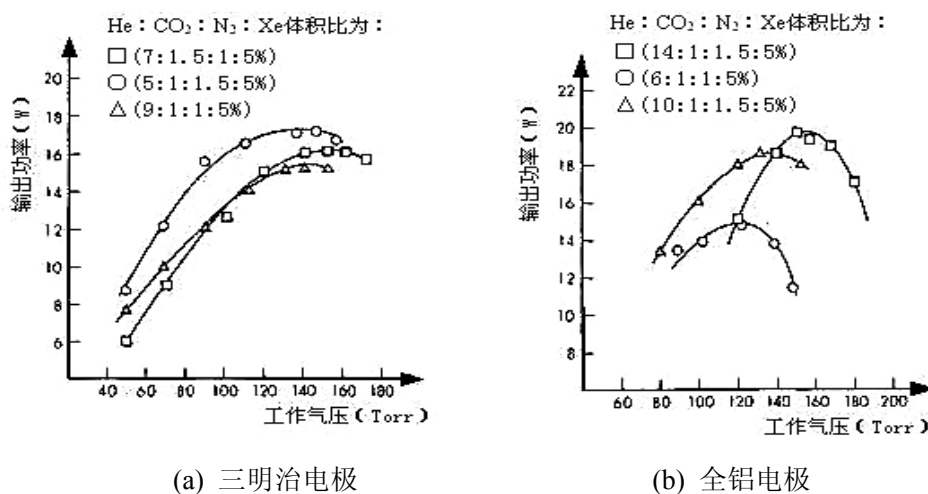 He：CO₂：N₂：Xe体积比为：
□(7:1.5:1:5%)
○(5:1:1.5:5%)
△(9:1:1:5%)
输出功率(W)
20
18
16
14
12
10
8
6
40 60 80 100 120 140 160 180
工作气压(Torr)
(a) 三明治电极
He：CO₂：N₂：Xe体积比为：
□(14:1:1.5:5%)
○(6:1:1:5%)
△(10:1:1.5:5%)
输出功率(W)
22
20
18
16
14
12
10
8
60 80 100 120 140 160 180 200
工作气压(Torr)
(b) 全铝电极